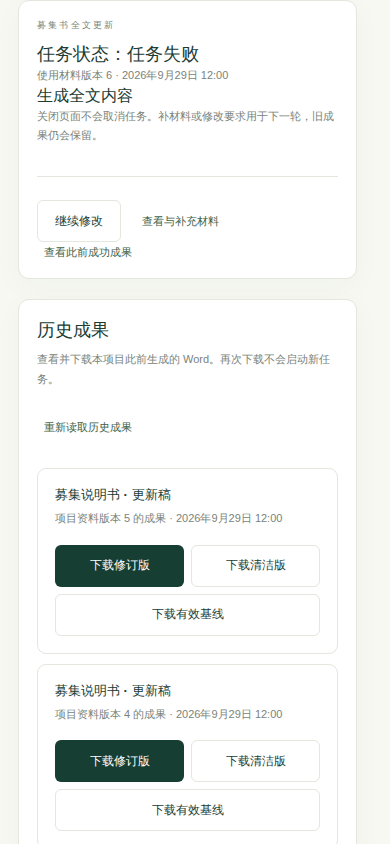 募集书文本更新
任务状态：任务失败
使用材料版本 6 · 2026年9月29日 12:00
生成全文内容
关闭页面不会取消任务。补材料或修改要求用于下一轮，旧成
果仍会保留。
继续修改
查看与补充材料
查看此前成功成果
历史成果
查看并下载本项目此前生成的 Word。再次下载不会启动新任
务。
重新读取历史成果
募集说明书 · 更新稿
项目资料版本 5 的成果 · 2026年9月29日 12:00
下载修订版
下载清洁版
下载有效基线
募集说明书 · 更新稿
项目资料版本 4 的成果 · 2026年9月29日 12:00
下载修订版
下载清洁版
下载有效基线